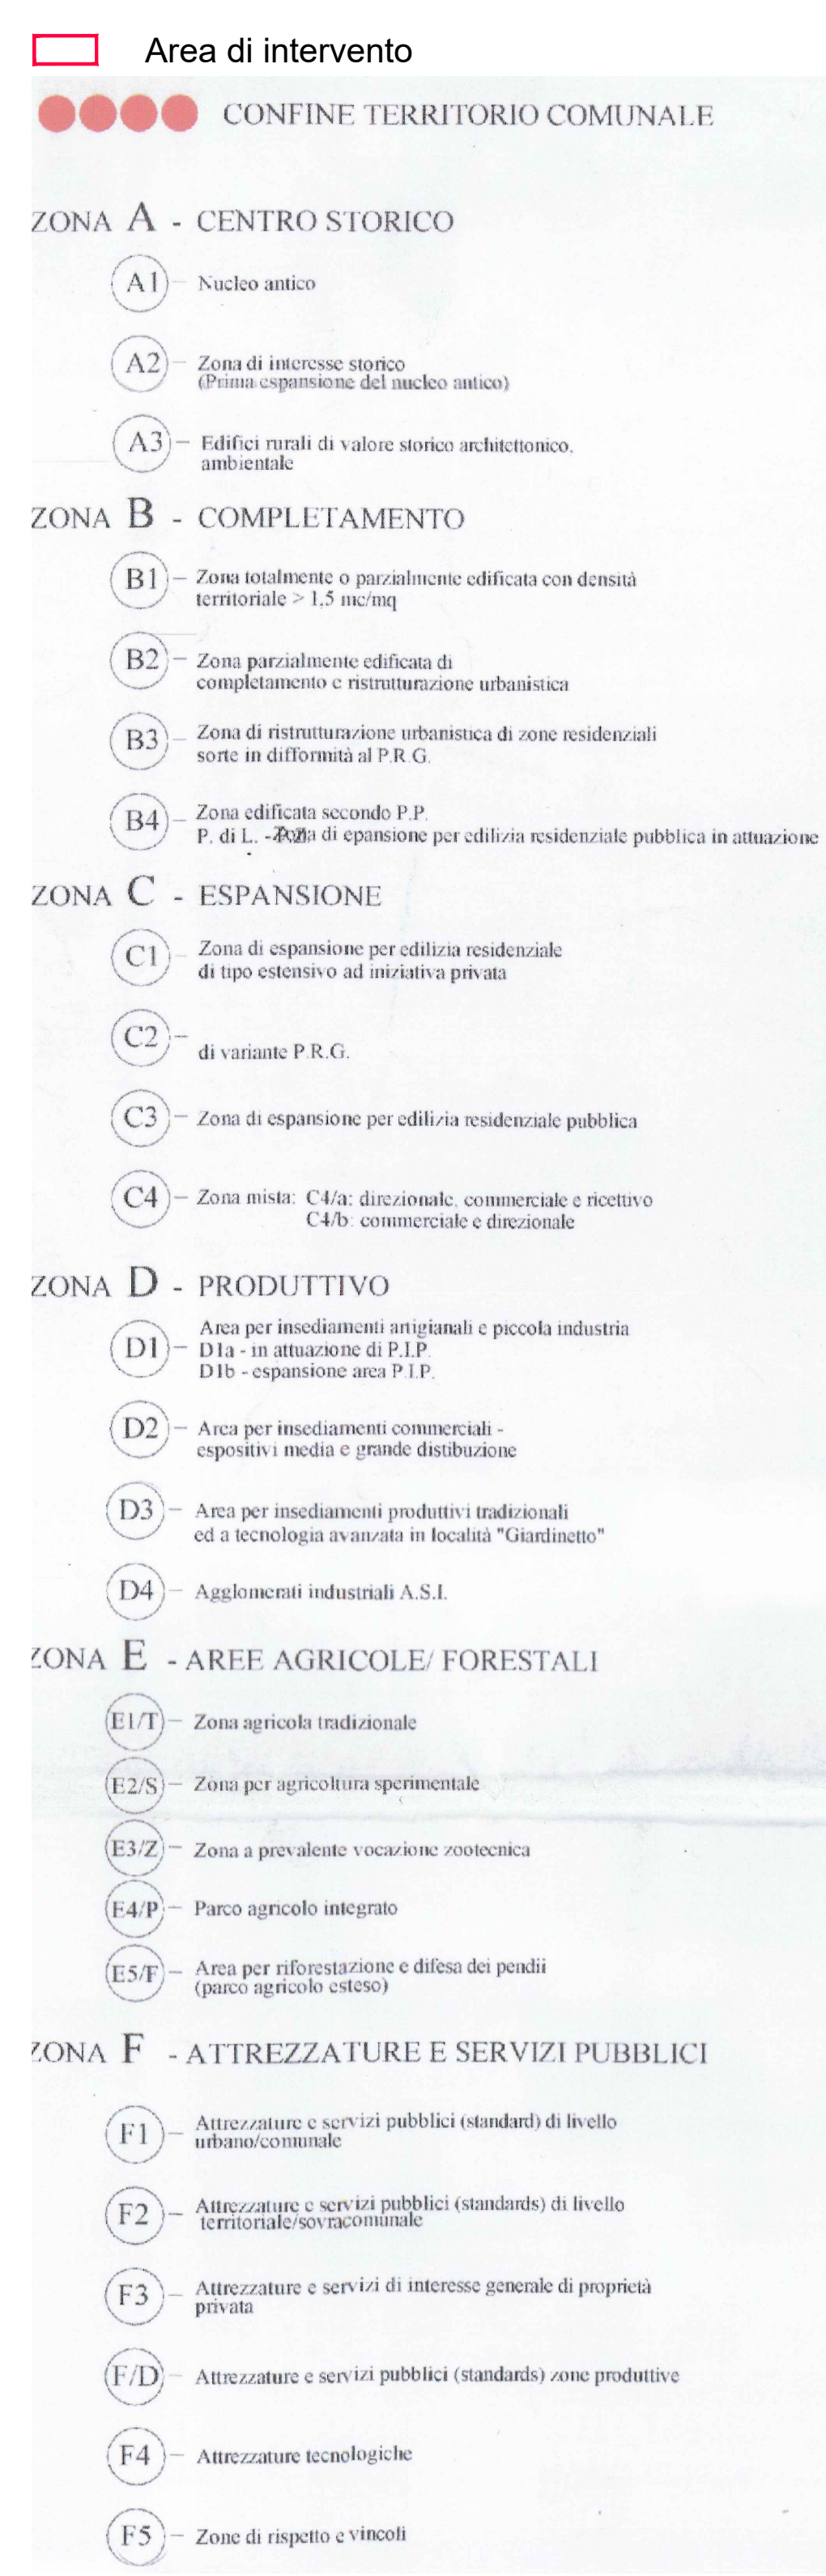 Area di intervento
CONFINE TERRITORIO COMUNALE
ZONA A - CENTRO STORICO
A1 - Nucleo antico
A2 - Zona di interesse storico
(Prima espansione del nucleo antico)
A3 - Edifici rurali di valore storico architettonico,
ambientale
ZONA B - COMPLETAMENTO
B1 - Zona totalmente o parzialmente edificata con densità
territoriale > 1,5 mc/mq
B2 - Zona parzialmente edificata di
completamento e ristrutturazione urbanistica
B3 - Zona di ristrutturazione urbanistica di zone residenziali
sorte in difformità al P.R.G.
B4 - Zona edificata secondo P.P.
P. di L. - Zona di epansione per edilizia residenziale pubblica in attuazione
ZONA C - ESPANSIONE
C1 - Zona di espansione per edilizia residenziale
di tipo estensivo ad iniziativa privata
C2 -
di variante P.R.G.
C3 - Zona di espansione per edilizia residenziale pubblica
C4 - Zona mista: C4/a: direzionale, commerciale e ricettivo
C4/b: commerciale e direzionale
ZONA D - PRODUTTIVO
Area per insediamenti artigianali e piccola industria
D1 - D1a - in attuazione di P.I.P.
D1b - espansione area P.I.P.
D2 - Area per insediamenti commerciali -
espositivi media e grande distibuzione
D3 - Area per insediamenti produttivi tradizionali
ed a tecnologia avanzata in località "Giardinetto"
D4 - Agglomerati industriali A.S.I.
ZONA E - AREE AGRICOLE/ FORESTALI
E1/T - Zona agricola tradizionale
E2/S - Zona per agricoltura sperimentale
E3/Z - Zona a prevalente vocazione zootecnica
E4/P - Parco agricolo integrato
E5/F - Area per riforestazione e difesa dei pendii
(parco agricolo esteso)
ZONA F - ATTREZZATURE E SERVIZI PUBBLICI
F1 - Attrezzature e servizi pubblici (standard) di livello
urbano/comunale
F2 - Attrezzature e servizi pubblici (standards) di livello
territoriale/sovracomunale
F3 - Attrezzature e servizi di interesse generale di proprietà
privata
F/D - Attrezzature e servizi pubblici (standards) zone produttive
F4 - Attrezzature tecnologiche
F5 - Zone di rispetto e vincoli